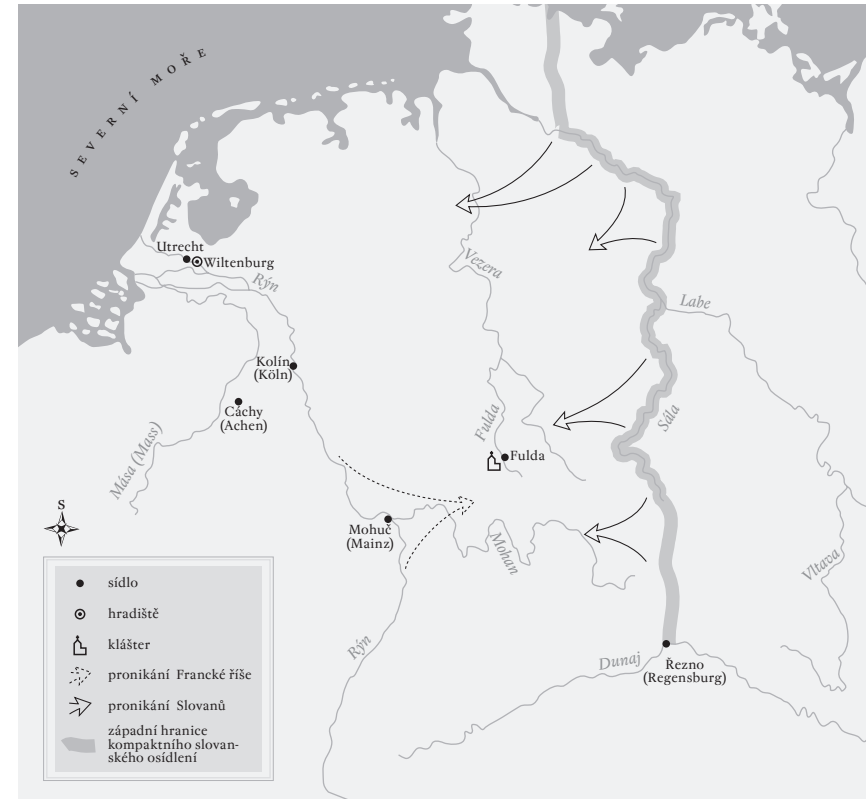 SEVERNÍ MOŘE
Utrecht
Wiltenburg
Rýn
Vezera
Labe
Kolín
(Köln)
Cáchy
(Achen)
Sála
Fulda
Mása (Mass)
Fulda
S
Mohuč
(Mainz)
Mohan
Vltava
Rýn
Dunaj
Řezno
(Regensburg)
sídlo
hradiště
klášter
pronikání Francké říše
pronikání Slovanů
západní hranice
kompaktního slovan-
ského osídlení